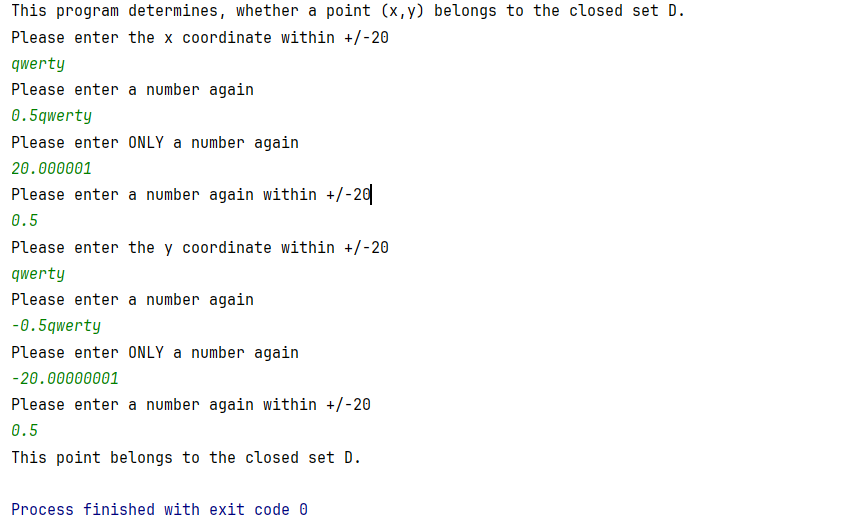 This program determines, whether a point (x,y) belongs to the closed set D.
Please enter the x coordinate within +/-20
qwerty
Please enter a number again
0.5qwerty
Please enter ONLY a number again
20.000001
Please enter a number again within +/-20
0.5
Please enter the y coordinate within +/-20
qwerty
Please enter a number again
-0.5qwerty
Please enter ONLY a number again
-20.00000001
Please enter a number again within +/-20
0.5
This point belongs to the closed set D.
Process finished with exit code 0